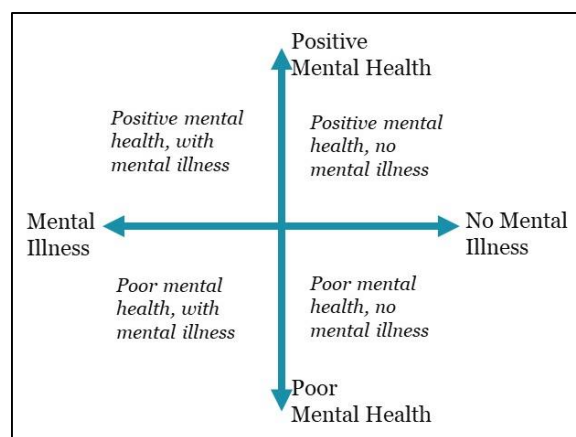 Positive
Mental Health
Positive mental
health, with
mental illness
Positive mental
health, no
mental illness
Mental
Illness
No Mental
Illness
Poor mental
health, with
mental illness
Poor mental
health, no
mental illness
Poor
Mental Health